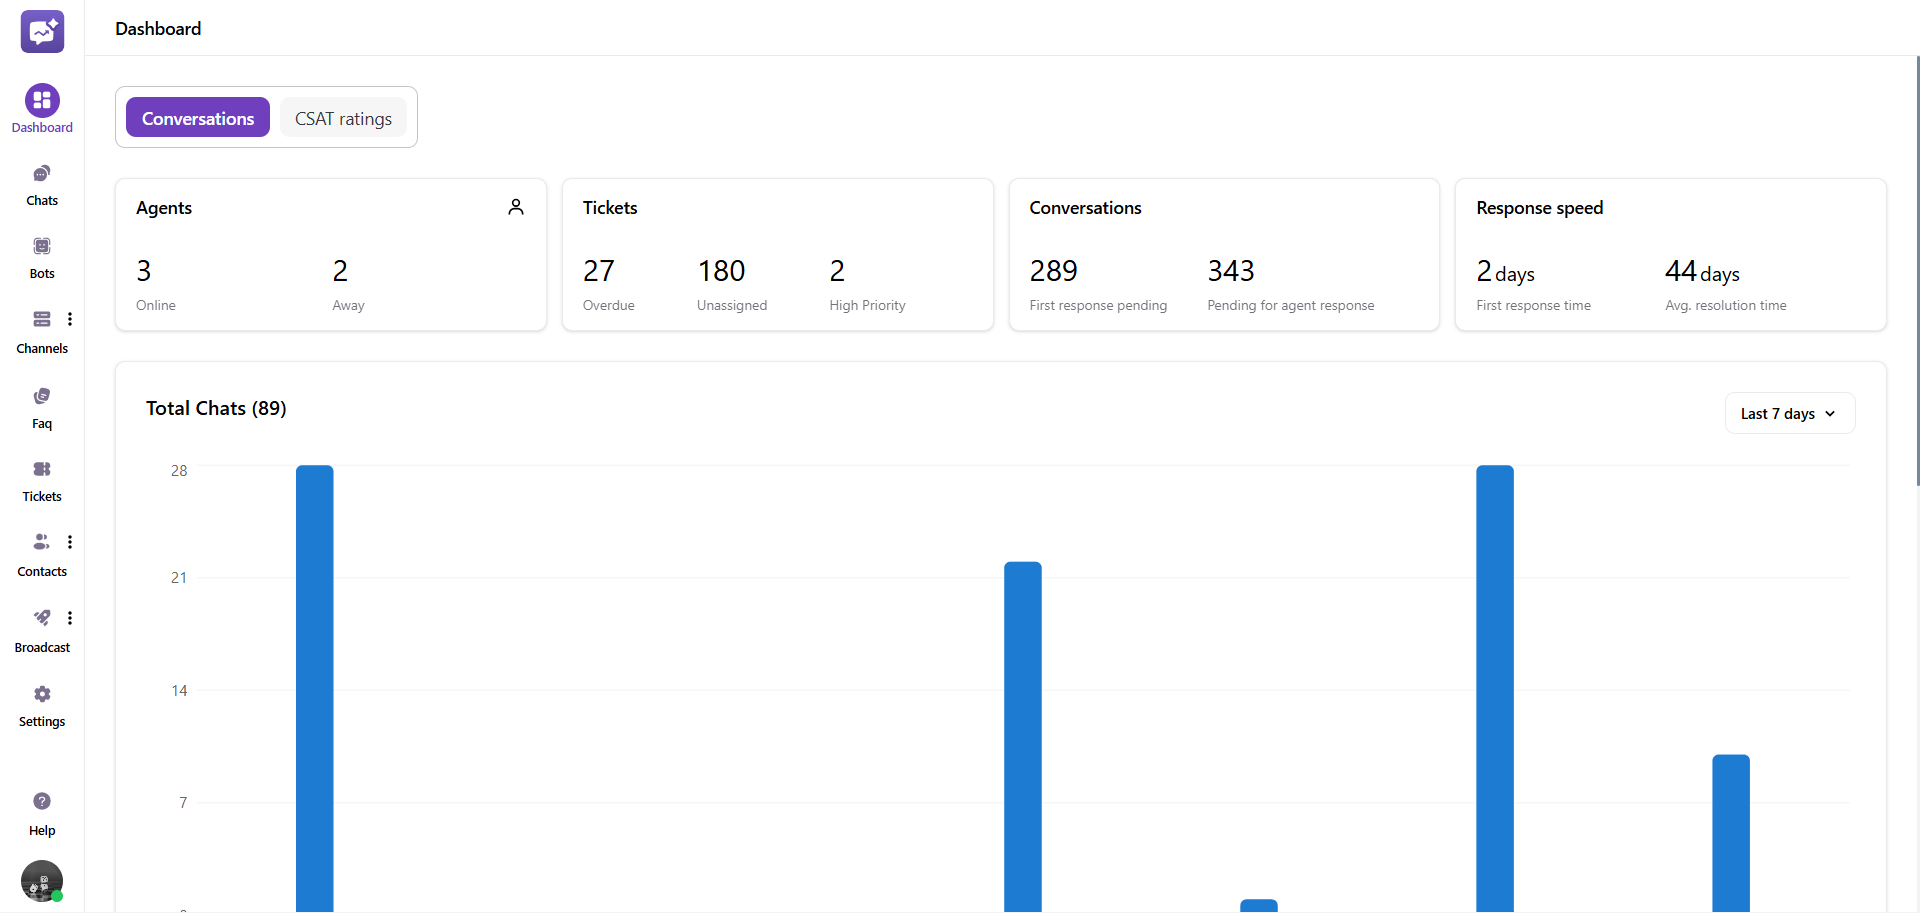 Dashboard
Conversations
CSAT ratings
Agents
3
Online
2
Away
Tickets
27
Overdue
180
Unassigned
2
High Priority
Conversations
289
First response pending
343
Pending for agent response
Response speed
2 days
First response time
44 days
Avg. resolution time
Total Chats (89)
Last 7 days
28
21
14
7
Dashboard
Chats
Bots
Channels
Faq
Tickets
Contacts
Broadcast
Settings
Help